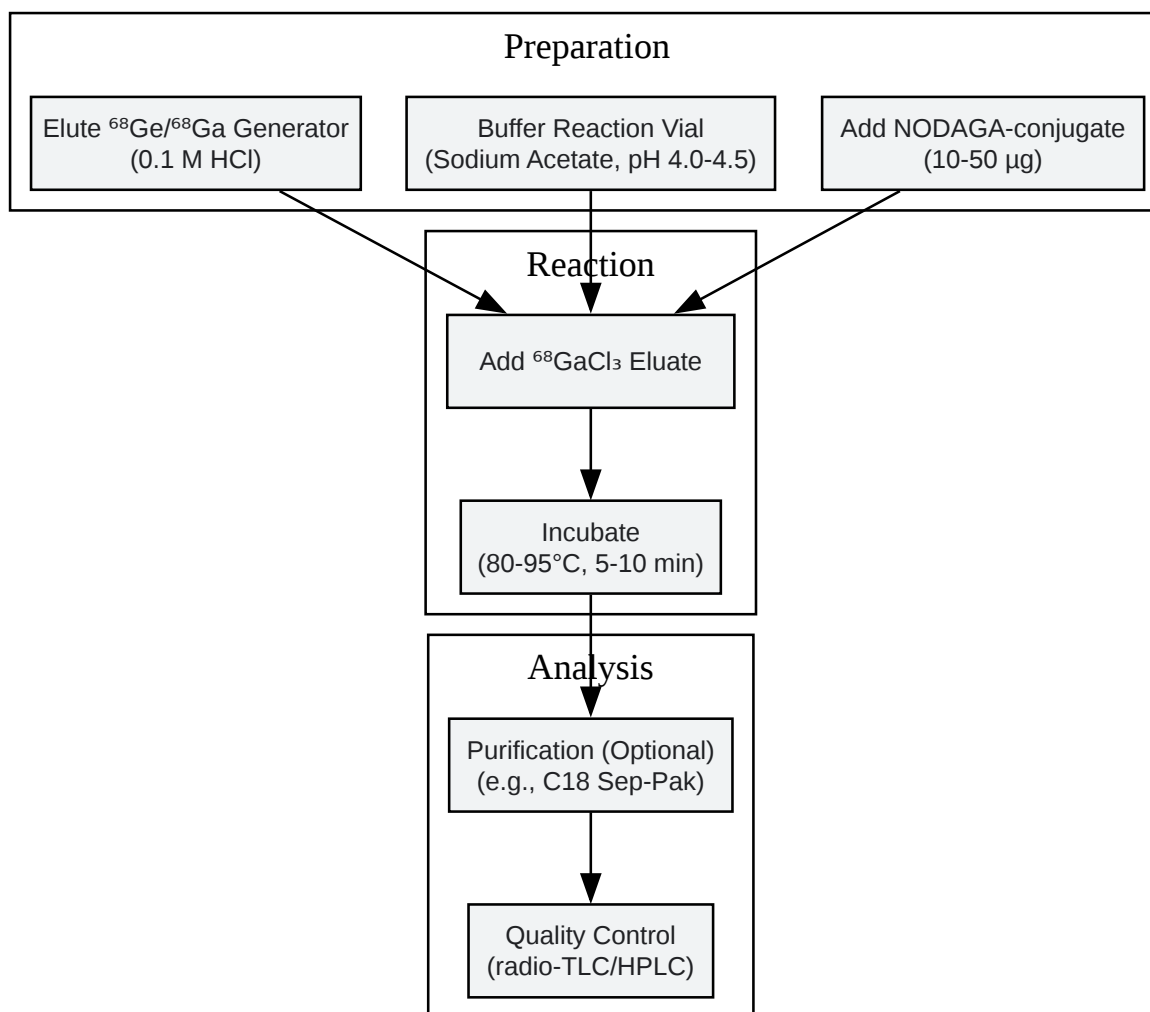 Preparation
Elute ⁶⁸Ge/⁶⁸Ga Generator
(0.1 M HCl)
Buffer Reaction Vial
(Sodium Acetate, pH 4.0-4.5)
Add NODAGA-conjugate
(10-50 µg)
Reaction
Add ⁶⁸GaCl₃ Eluate
Incubate
(80-95°C, 5-10 min)
Analysis
Purification (Optional)
(e.g., C18 Sep-Pak)
Quality Control
(radio-TLC/HPLC)